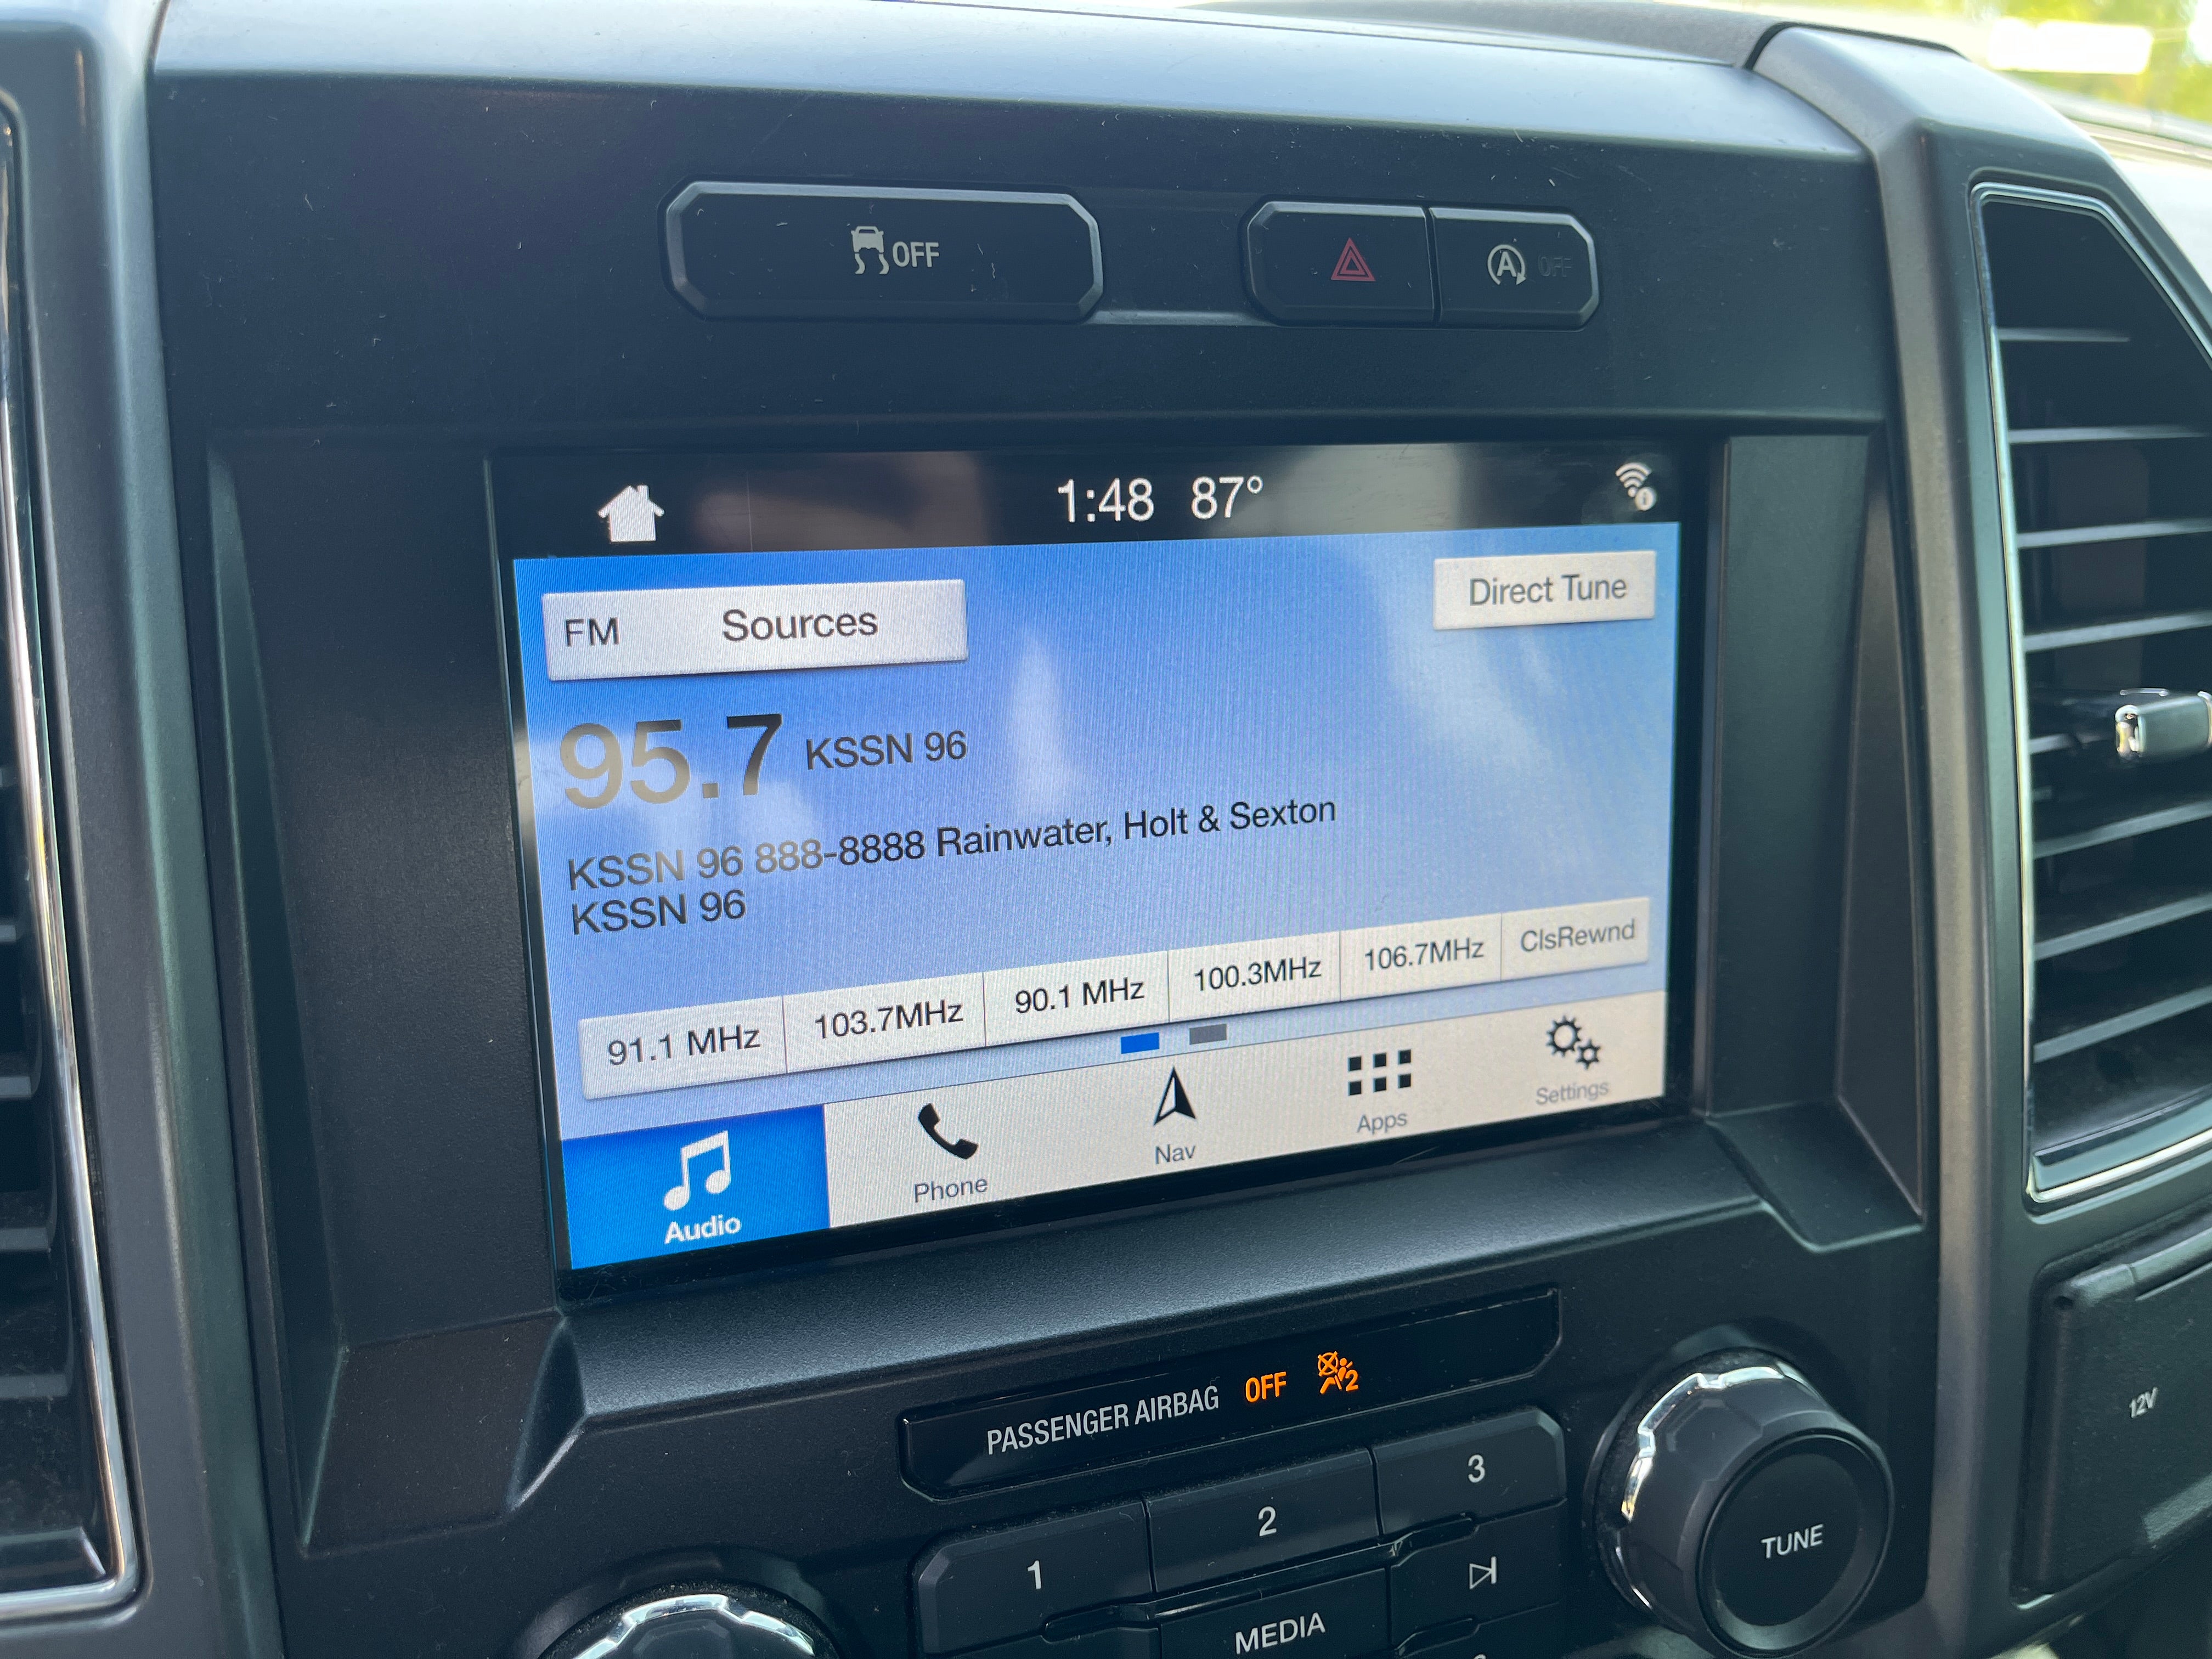 OFF
A OFF
1:48 87°
FM Sources
Direct Tune
95.7 KSSN 96
KSSN 96 888-8888 Rainwater, Holt & Sexton
KSSN 96
91.1 MHz 103.7MHz 90.1 MHz 100.3MHz 106.7MHz ClsRewnd
Audio Phone Nav Apps Settings
PASSENGER AIRBAG OFF 2
1 2 3
MEDIA
TUNE
12V